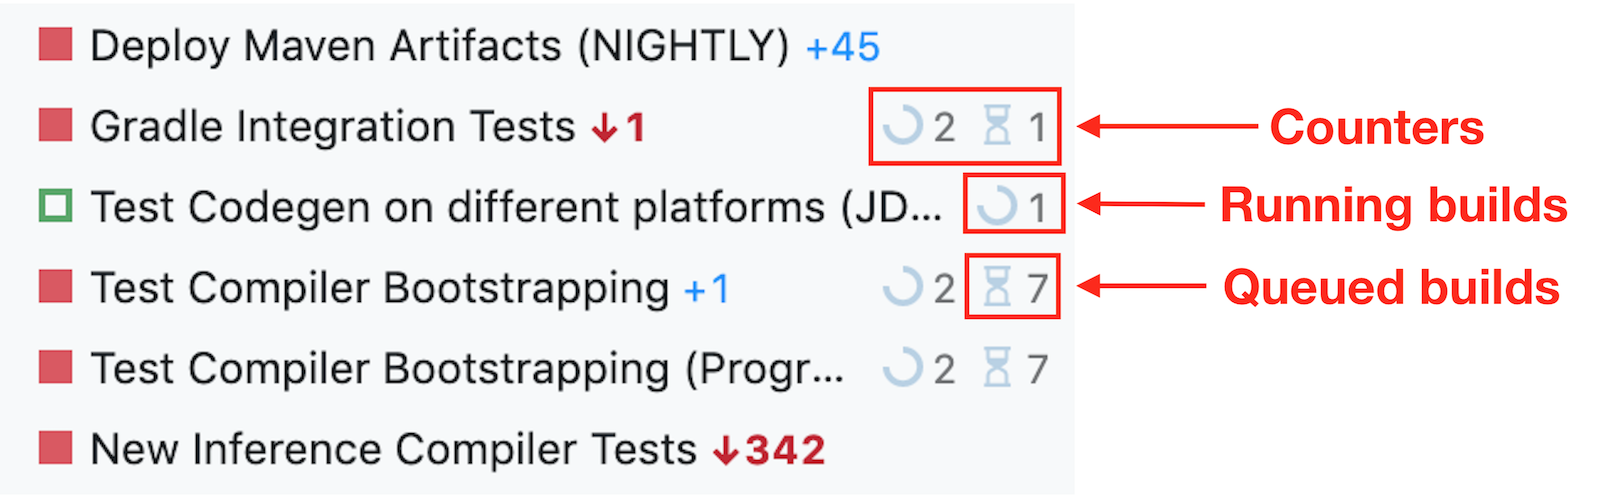 Deploy Maven Artifacts (NIGHTLY) +45
Gradle Integration Tests ↓1 2 1 Counters
Test Codegen on different platforms (JD... 1 Running builds
Test Compiler Bootstrapping +1 2 7 Queued builds
Test Compiler Bootstrapping (Progr... 2 7
New Inference Compiler Tests ↓342